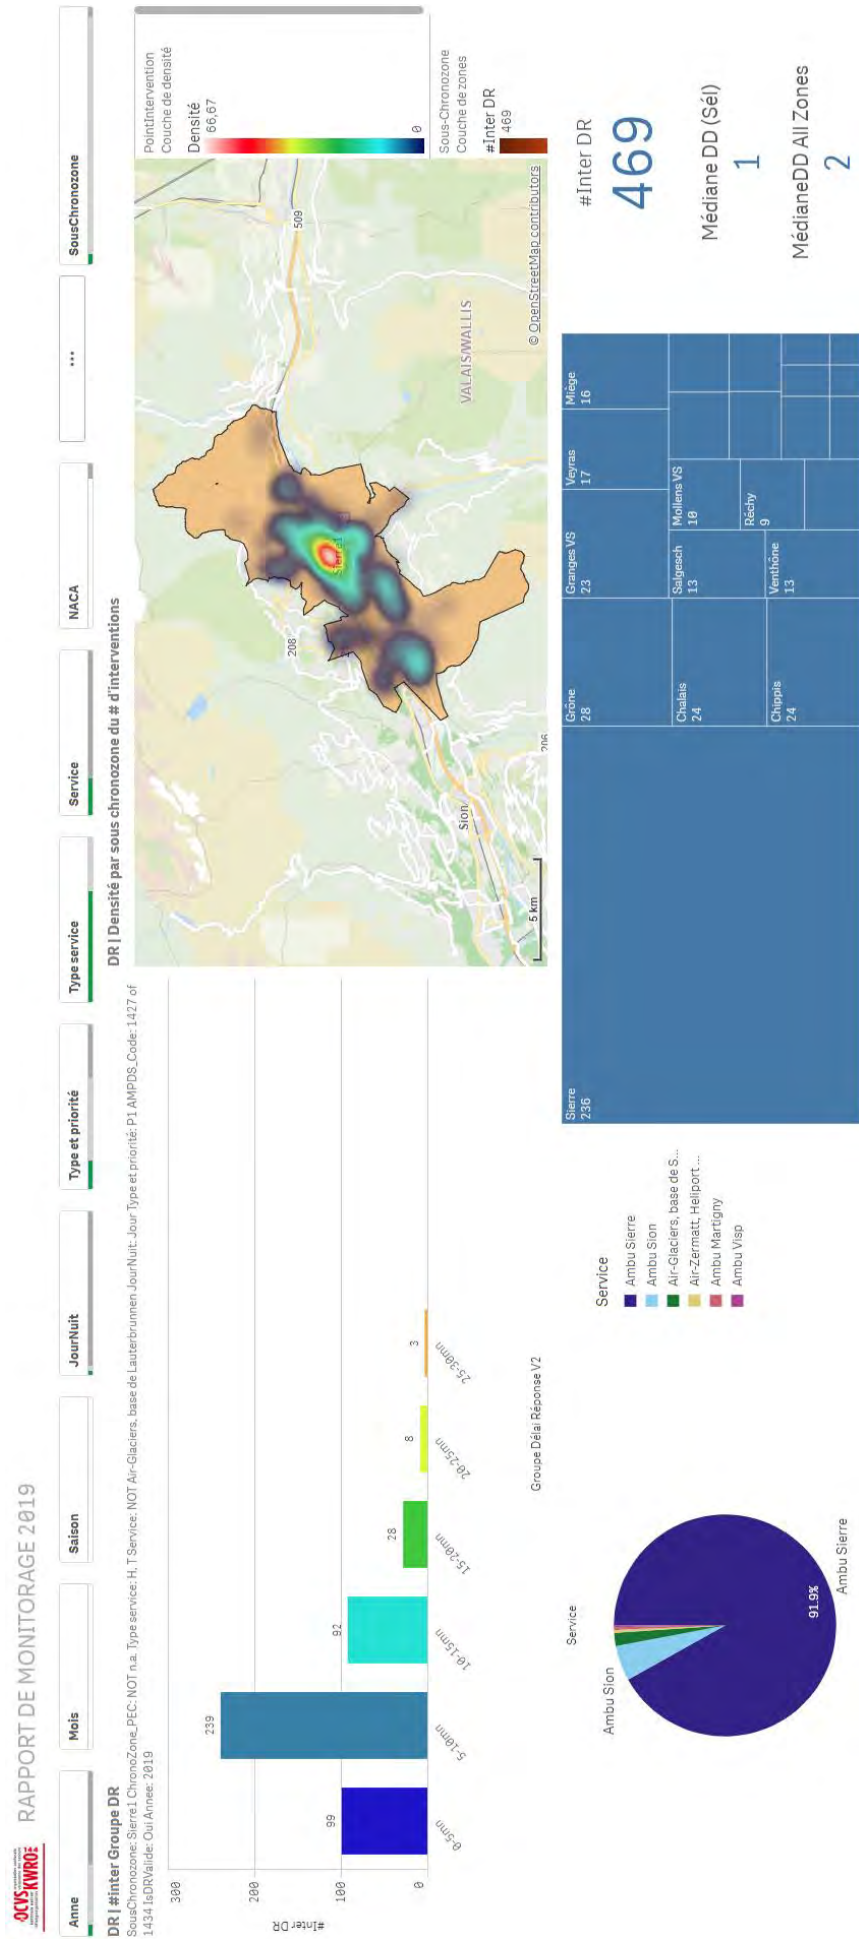 OCVS
KWRO
RAPPORT DE MONITORAGE 2019
Anne
Mois
Saison
JourNuit
Type et priorité
Type service
Service
NACA
...
SousChronozone
DR | #inter Groupe DR
SousChronozone: Sierre1 ChronoZone_PEC: NOT n.a. Type service: H, T Service: NOT Air-Glaciers, base de Lauterbrunnen JourNuit: Jour Type et priorité: P1 AMPDS_Code: 1427 of
1434 IsDRValide: Oui Annee: 2019
#Inter DR
300
200
100
0
99
239
92
28
8
3
0-5mn
5-10mn
10-15mn
15-20mn
20-25mn
25-30mn
Groupe Délai Réponse V2
DR | Densité par sous chronozone du # d'interventions
Sion
Sierre1
208
206
509
VALAIS/WALLIS
5 km
© OpenStreetMap contributors
PointIntervention
Couche de densité
Densité
66,67
0
Sous-Chronozone
Couche de zones
#Inter DR
469
Service
Ambu Sion
91.9%
Ambu Sierre
Service
Ambu Sierre
Ambu Sion
Air-Glaciers, base de S...
Air-Zermatt, Heliport ...
Ambu Martigny
Ambu Visp
Sierre
236
Grône
28
Chalais
24
Chippis
24
Granges VS
23
Salgesch
13
Venthône
13
Veyras
17
Mollens VS
10
Réchy
9
Miège
16
#Inter DR
469
Médiane DD (Sél)
1
MédianeDD All Zones
2